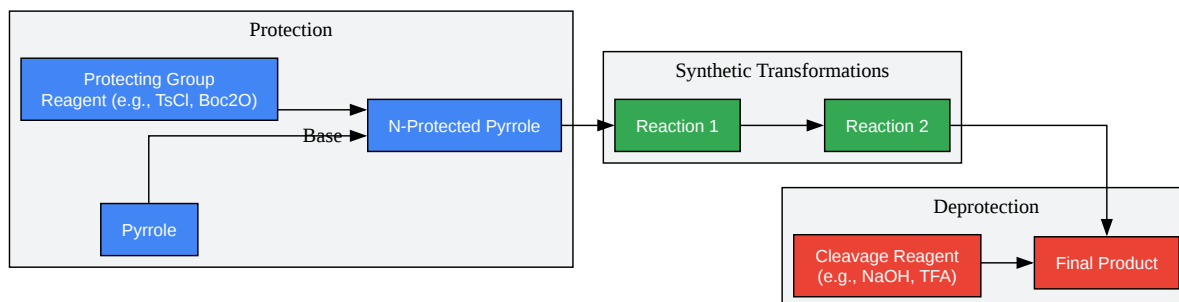 Protection
Protecting Group
Reagent (e.g., TsCl, Boc2O)
N-Protected Pyrrole
Base
Pyrrole
Synthetic Transformations
Reaction 1
Reaction 2
Deprotection
Cleavage Reagent
(e.g., NaOH, TFA)
Final Product